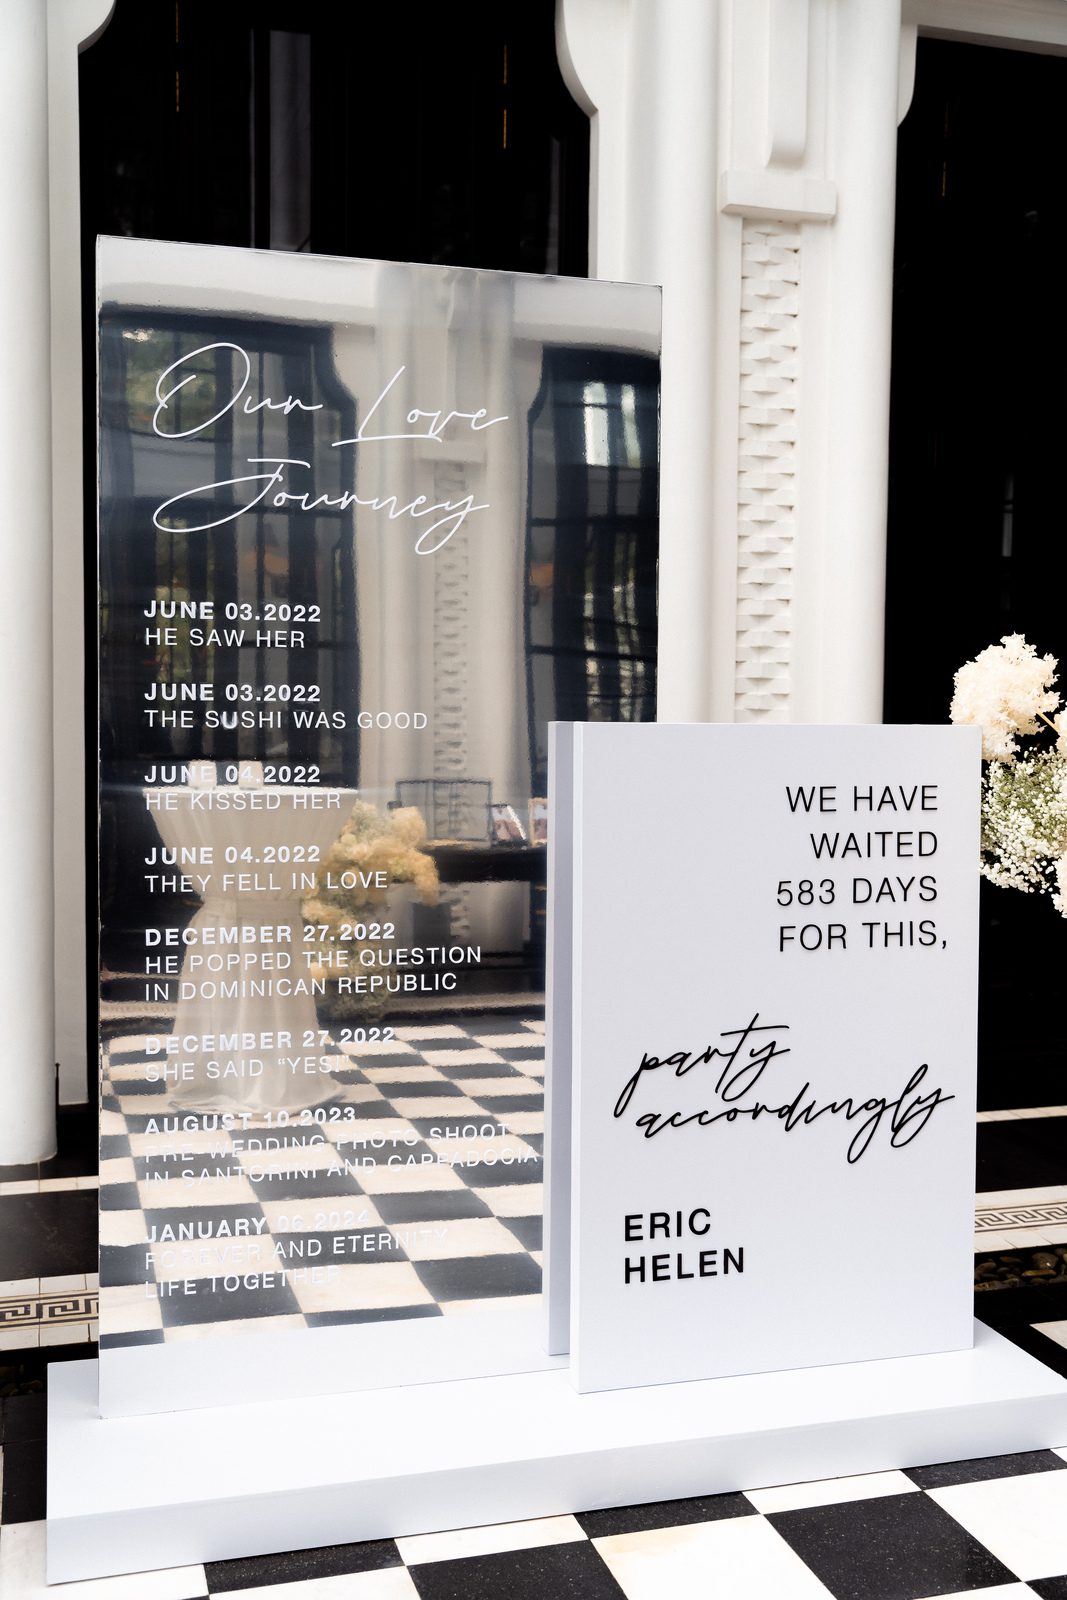 Our Love
Journey
JUNE 03.2022
HE SAW HER
JUNE 03.2022
THE SUSHI WAS GOOD
JUNE 04.2022
HE KISSED HER
JUNE 04.2022
THEY FELL IN LOVE
DECEMBER 27.2022
HE POPPED THE QUESTION
IN DOMINICAN REPUBLIC
DECEMBER 27.2022
SHE SAID “YES!”
AUGUST 10.2023
PRE-WEDDING PHOTO SHOOT
IN SANTORINI AND CAPPADOCIA
JANUARY 06.2024
FOREVER AND ETERNITY
LIFE TOGETHER
WE HAVE
WAITED
583 DAYS
FOR THIS,
party
accordingly
ERIC
HELEN